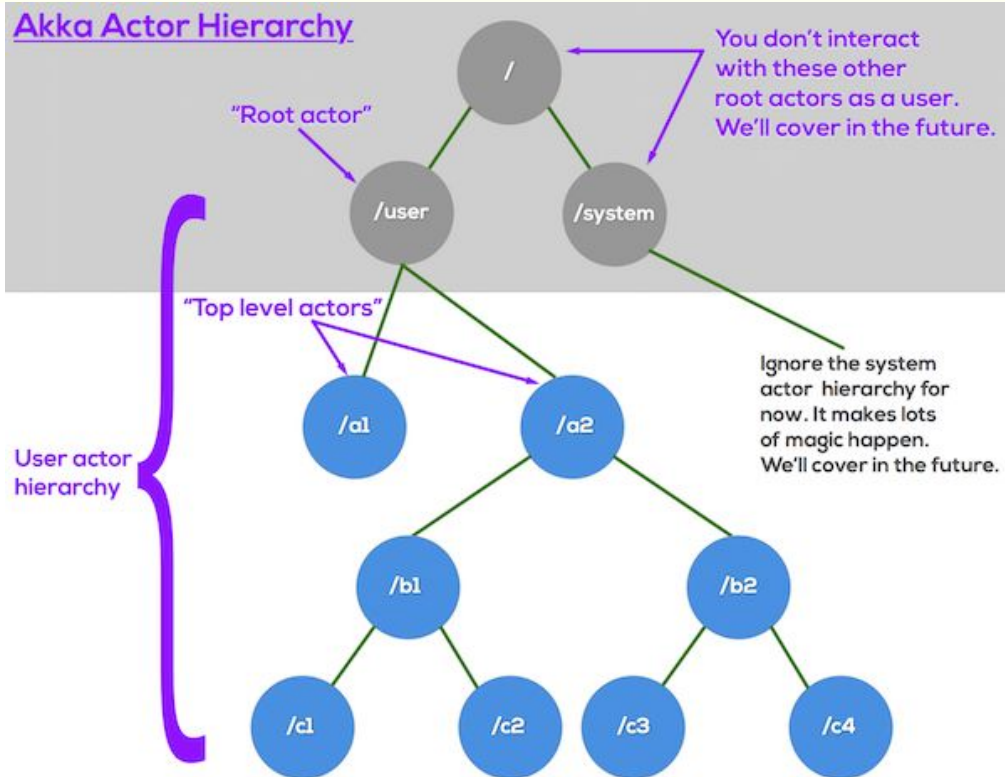 Akka Actor Hierarchy
/
You don't interact
with these other
root actors as a user.
We'll cover in the future.
"Root actor"
/user
/system
"Top level actors"
Ignore the system
actor hierarchy for
now. It makes lots
of magic happen.
We'll cover in the future.
/a1
/a2
User actor
hierarchy
/b1
/b2
/c1
/c2
/c3
/c4